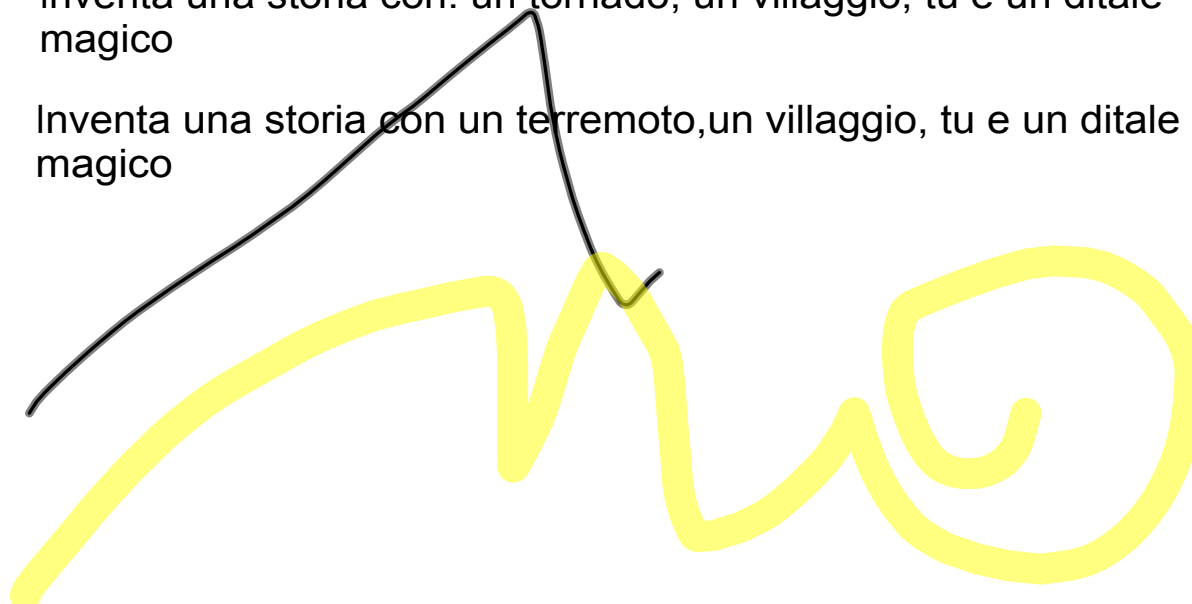 Inventa una storia con: un tornado, un villaggio, tu e un ditale
magico
Inventa una storia con un terremoto,un villaggio, tu e un ditale
magico